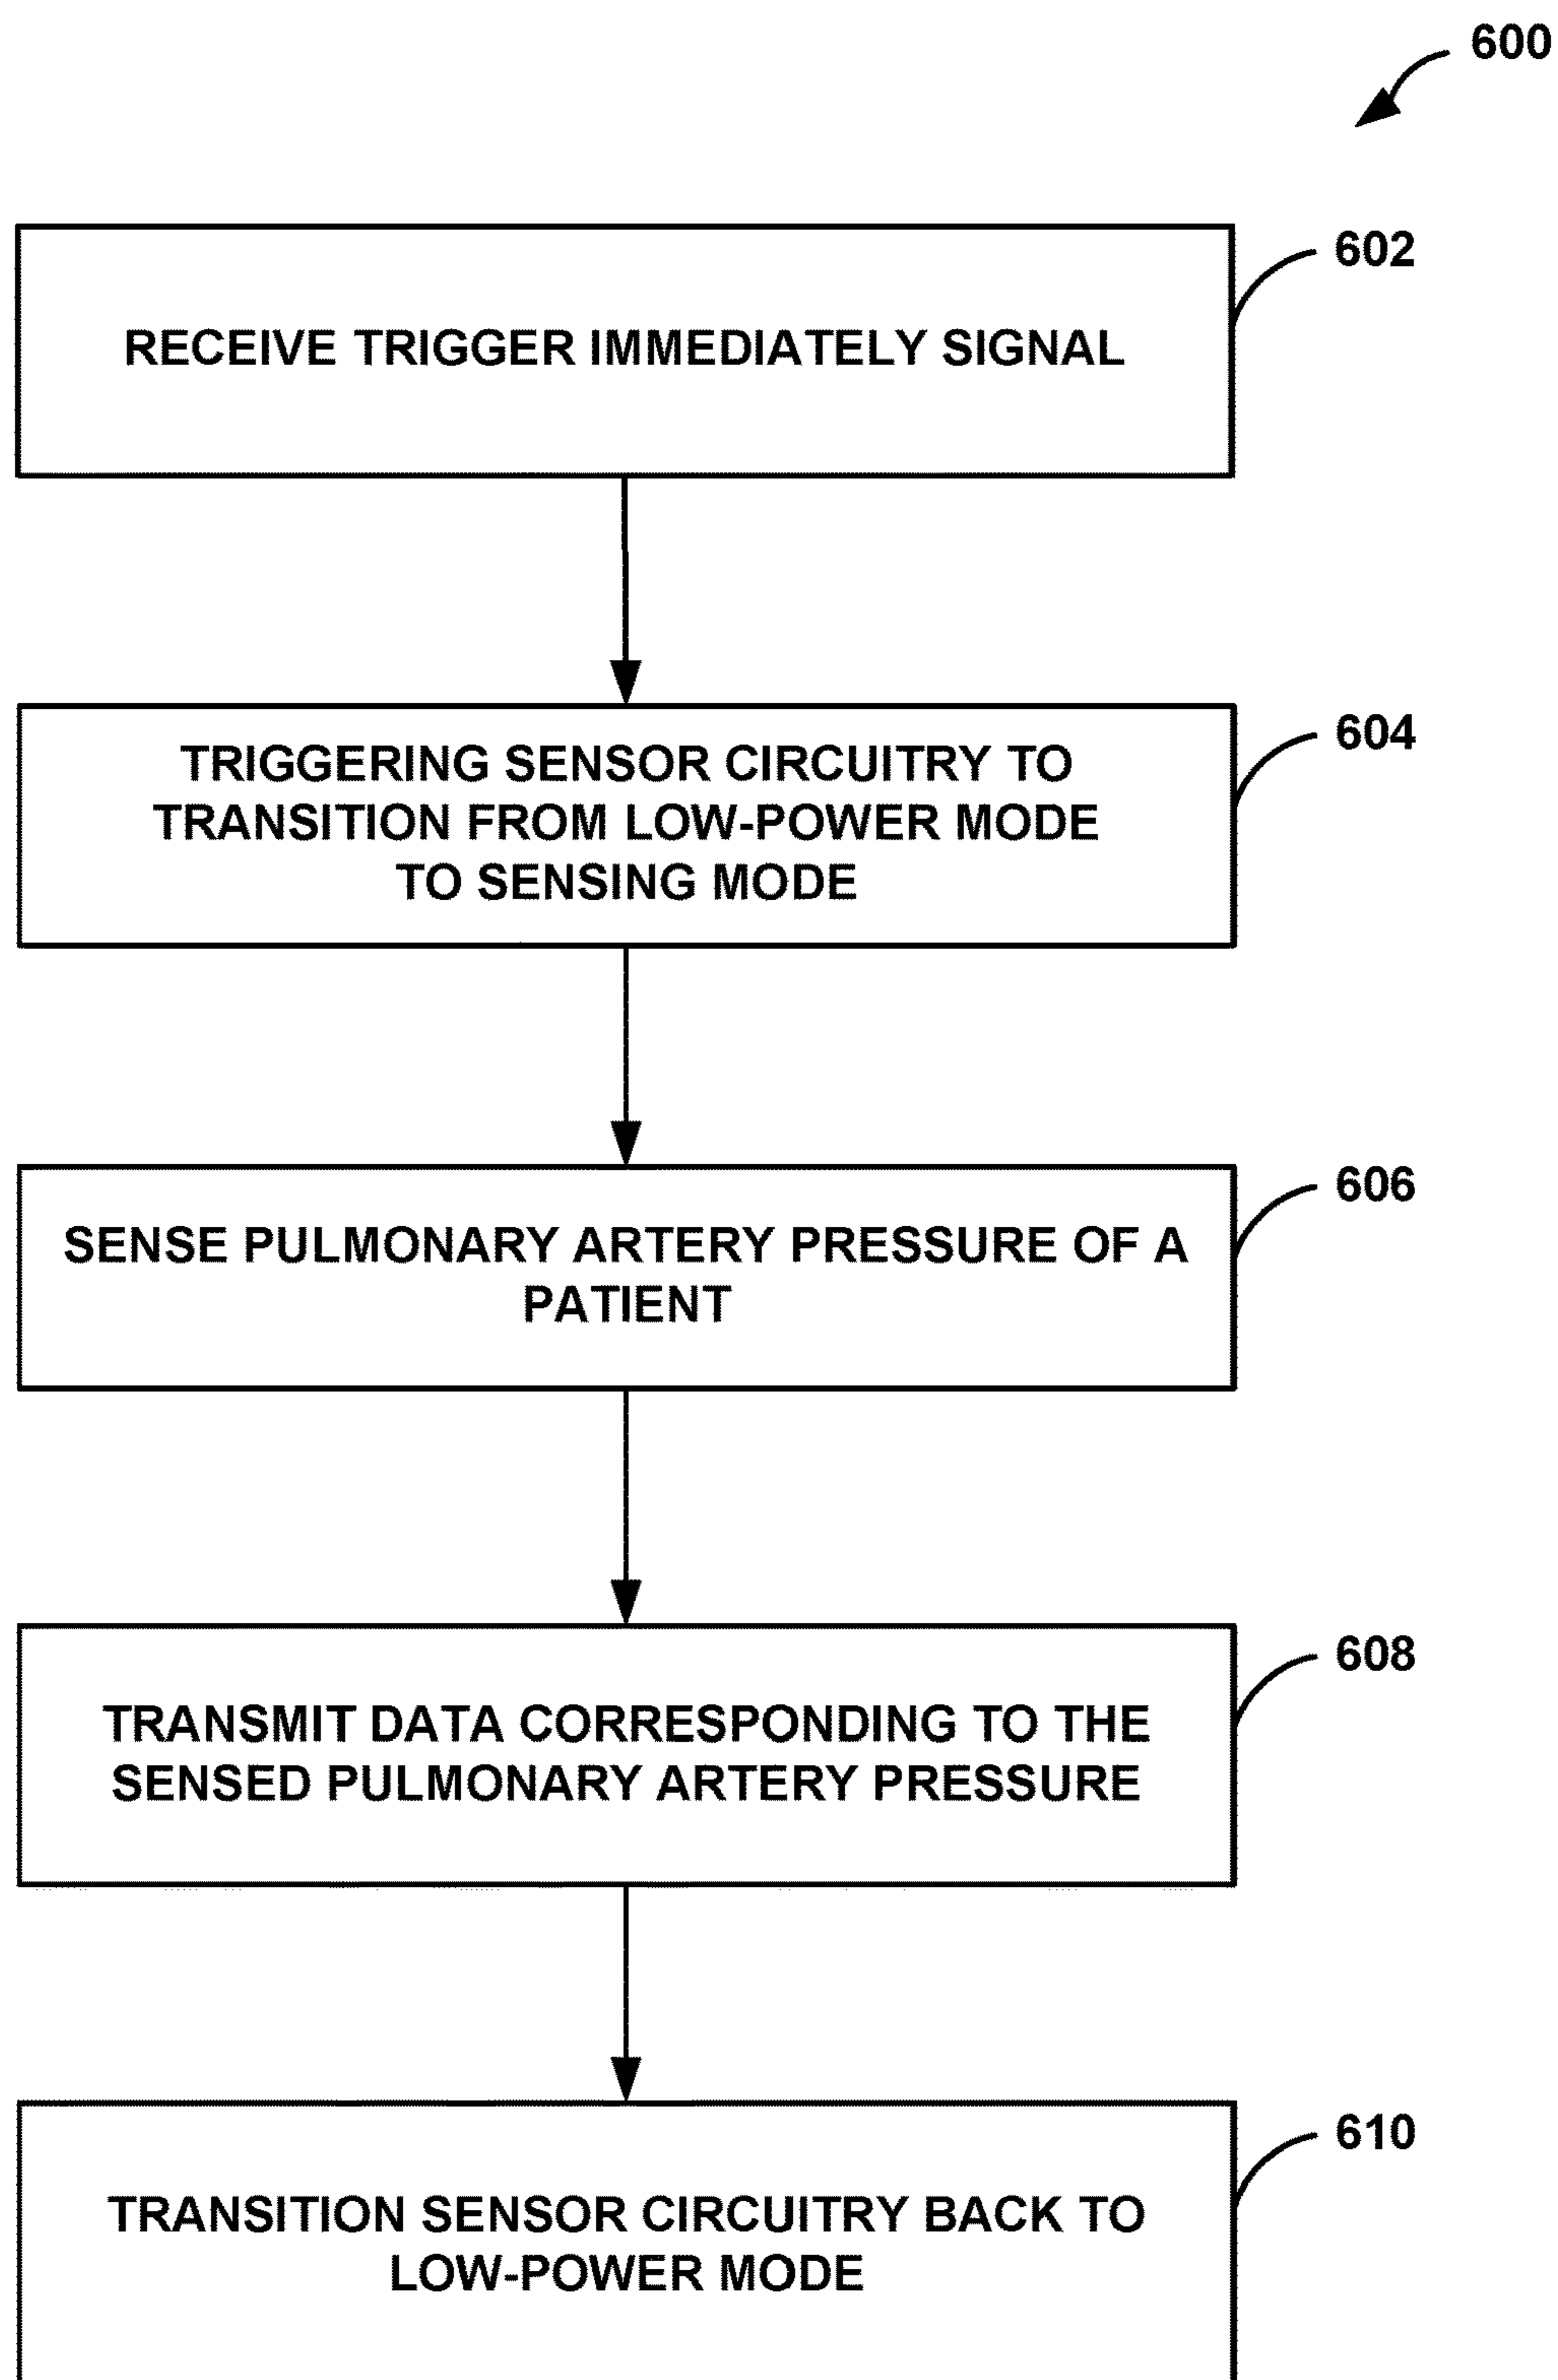 600
602
RECEIVE TRIGGER IMMEDIATELY SIGNAL
604
TRIGGERING SENSOR CIRCUITRY TO
TRANSITION FROM LOW-POWER MODE
TO SENSING MODE
606
SENSE PULMONARY ARTERY PRESSURE OF A
PATIENT
608
TRANSMIT DATA CORRESPONDING TO THE
SENSED PULMONARY ARTERY PRESSURE
610
TRANSITION SENSOR CIRCUITRY BACK TO
LOW-POWER MODE